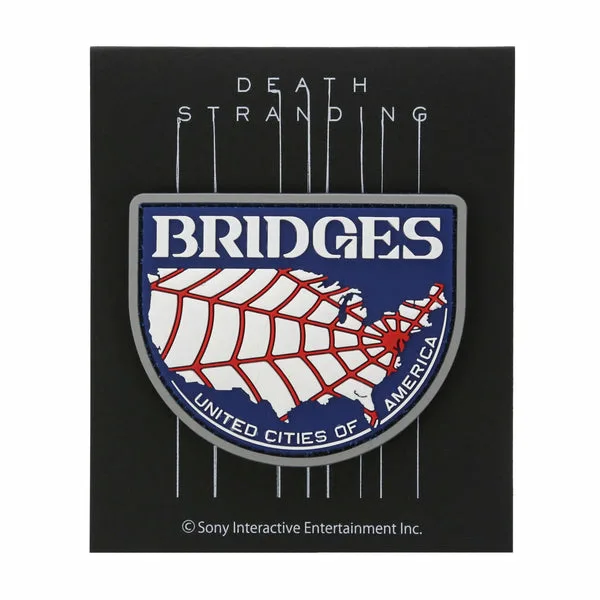 DEATH
STRANDING
BRIDGES
UNITED CITIES OF AMERICA
© Sony Interactive Entertainment Inc.